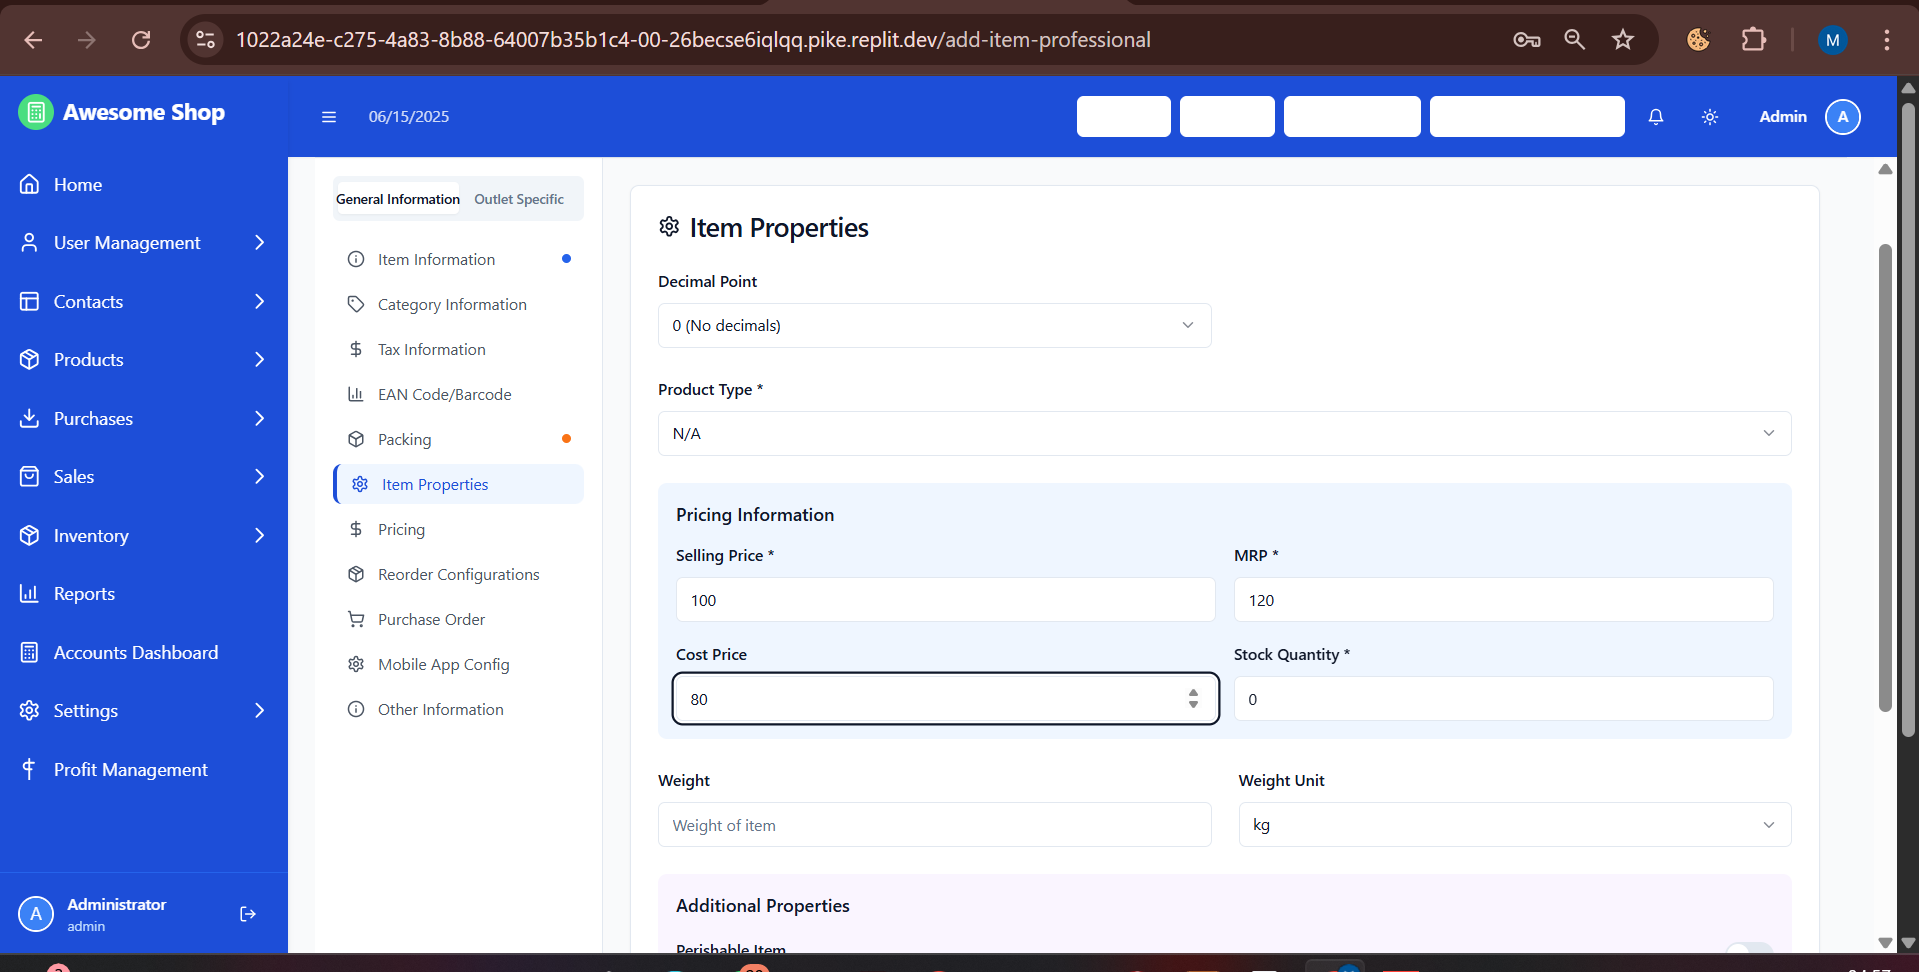 1022a24e-c275-4a83-8b88-64007b35b1c4-00-26becse6iqlqq.pike.replit.dev/add-item-professional
M
Awesome Shop
06/15/2025
Admin
A
Home
User Management
Contacts
Products
Purchases
Sales
Inventory
Reports
Accounts Dashboard
Settings
Profit Management
A
Administrator
admin
General Information
Outlet Specific
Item Information
Category Information
Tax Information
EAN Code/Barcode
Packing
Item Properties
Pricing
Reorder Configurations
Purchase Order
Mobile App Config
Other Information
Item Properties
Decimal Point
0 (No decimals)
Product Type *
N/A
Pricing Information
Selling Price *
MRP *
100
120
Cost Price
Stock Quantity *
80
0
Weight
Weight Unit
Weight of item
kg
Additional Properties
Perishable Item